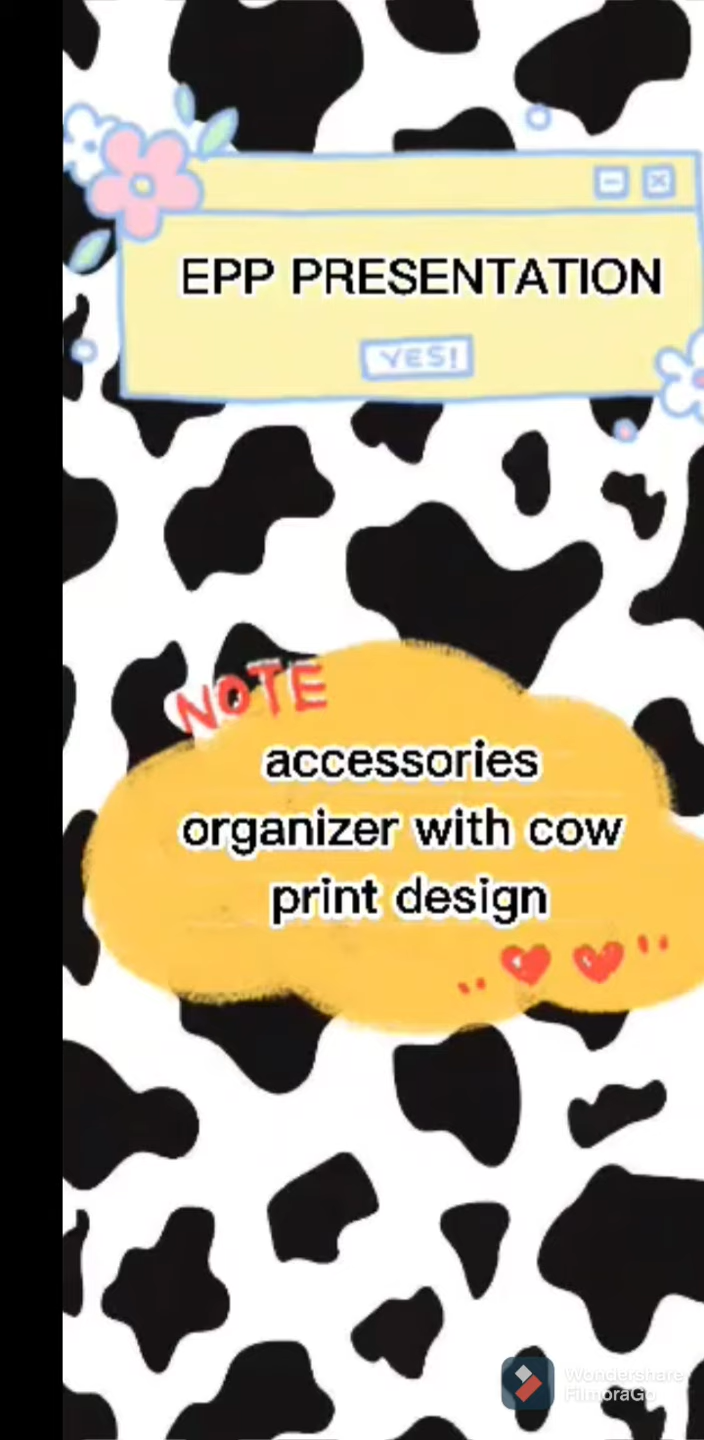 EPP PRESENTATION
YES!
NOTE
accessories
organizer with cow
print design
Wondershare
FilmoraGo